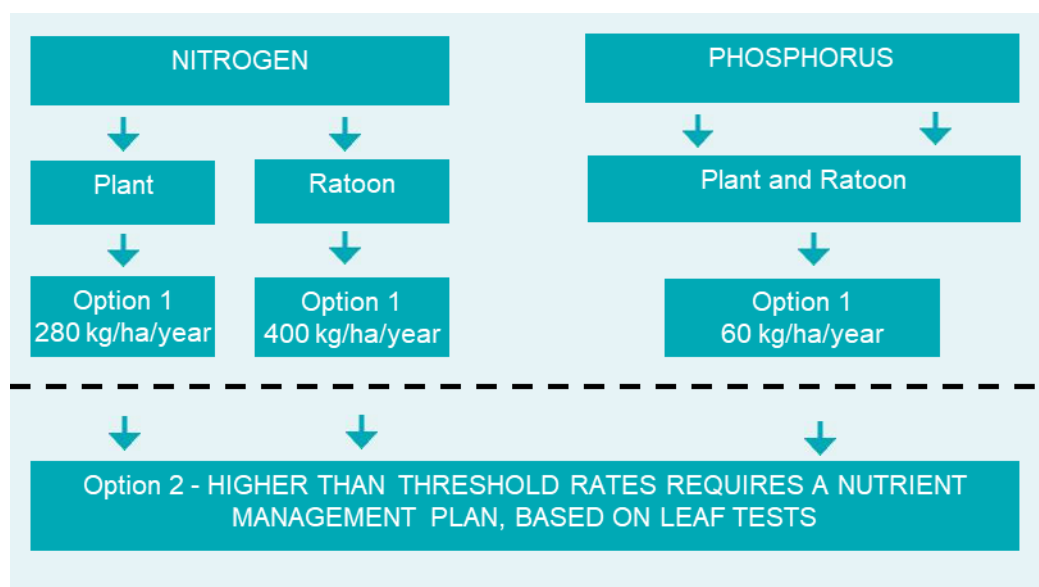 NITROGEN
PHOSPHORUS
Plant
Ratoon
Plant and Ratoon
Option 1
280 kg/ha/year
Option 1
400 kg/ha/year
Option 1
60 kg/ha/year
Option 2 - HIGHER THAN THRESHOLD RATES REQUIRES A NUTRIENT
MANAGEMENT PLAN, BASED ON LEAF TESTS